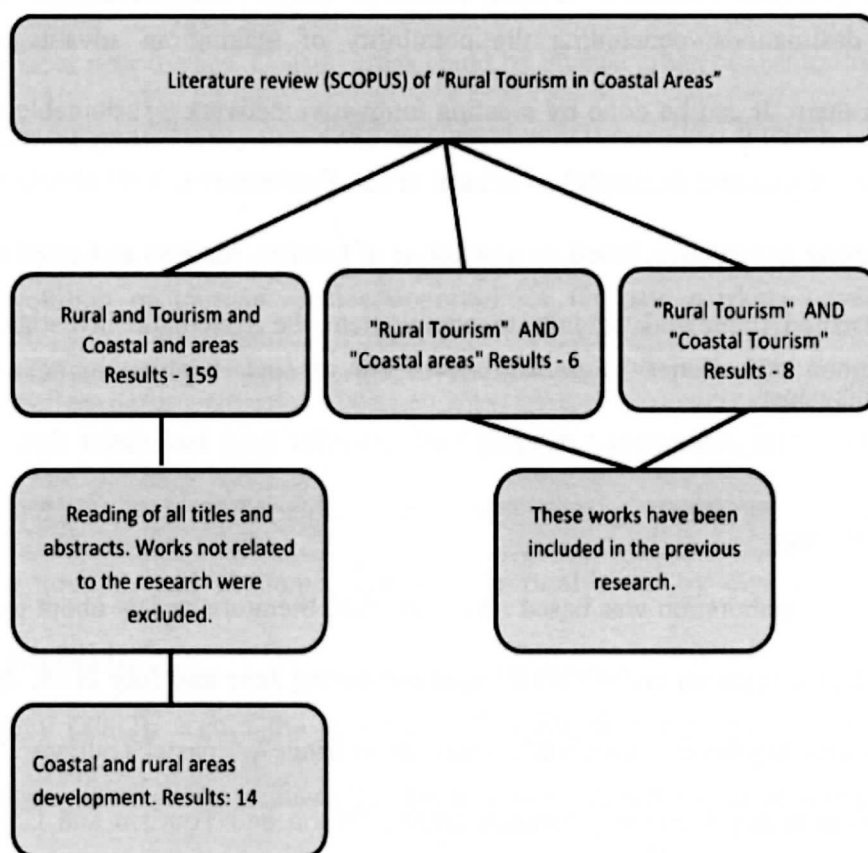 Literature review (SCOPUS) of "Rural Tourism in Coastal Areas"
Rural and Tourism and
Coastal and areas
Results - 159
"Rural Tourism" AND
"Coastal areas" Results - 6
"Rural Tourism" AND
"Coastal Tourism"
Results - 8
Reading of all titles and
abstracts. Works not related
to the research were
excluded.
These works have been
included in the previous
research.
Coastal and rural areas
development. Results: 14